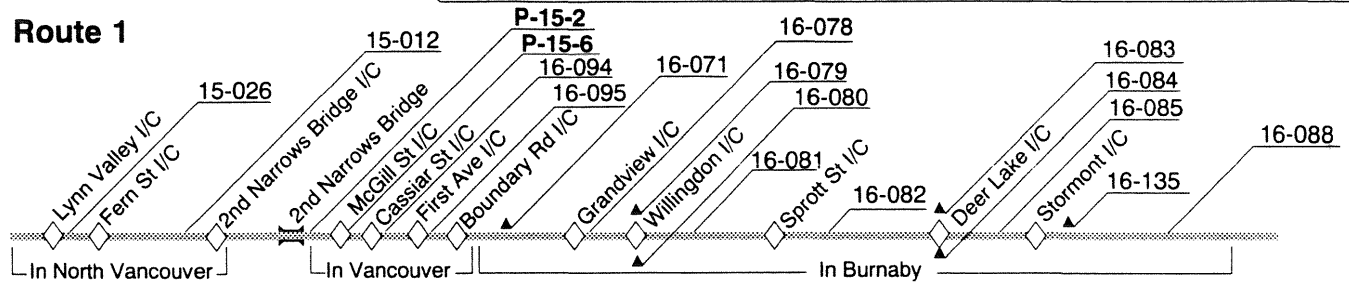 Route 1
15-026
15-012
P-15-2
P-15-6
16-094
16-095
16-071
16-078
16-079
16-080
16-081
16-082
16-083
16-084
16-085
16-135
16-088
Lynn Valley I/C
Fern St I/C
2nd Narrows Bridge I/C
2nd Narrows Bridge
McGill St I/C
Cassiar St I/C
First Ave I/C
Boundary Rd I/C
Grandview I/C
Willingdon I/C
Sprott St I/C
Deer Lake I/C
Stormont I/C
In North Vancouver
In Vancouver
In Burnaby